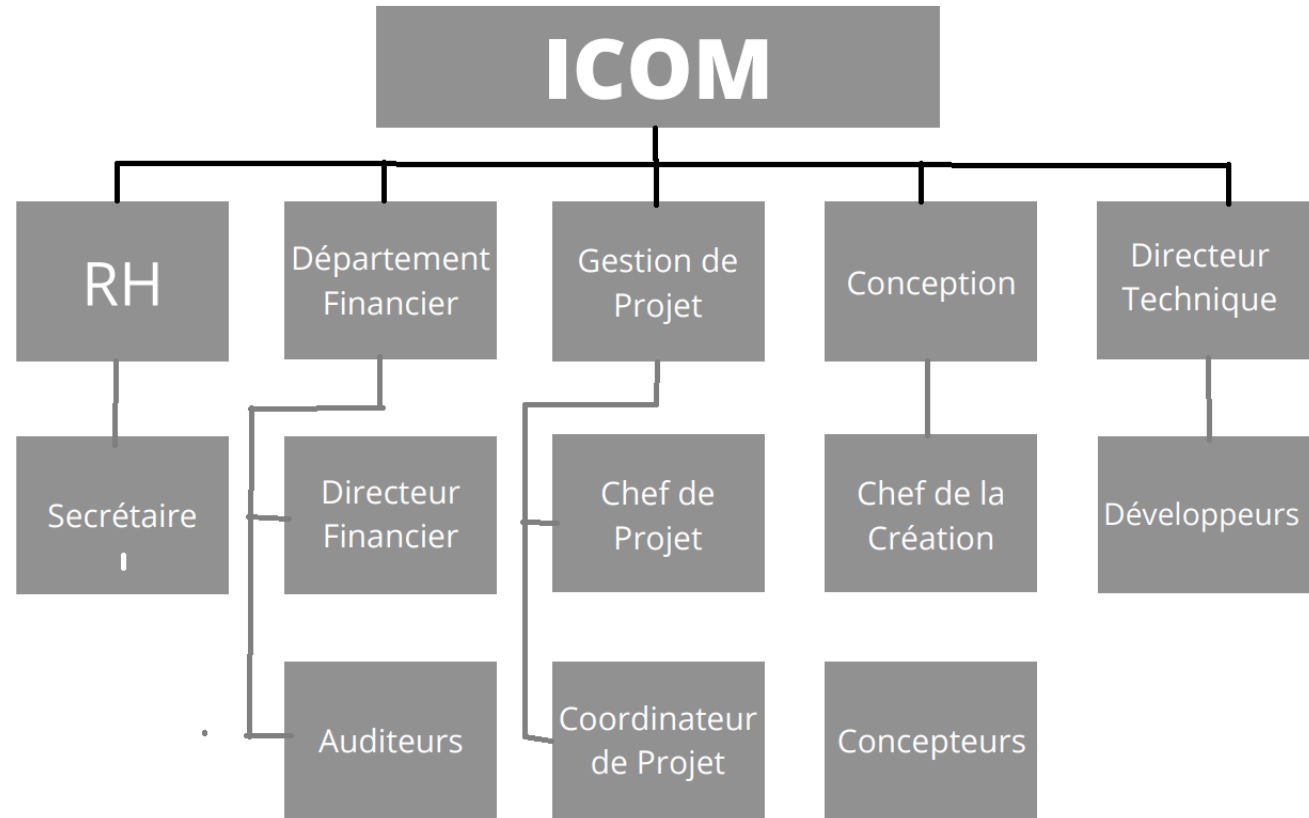 ICOM
RH
Département
Financier
Gestion de
Projet
Conception
Directeur
Technique
Secrétaire
Directeur
Financier
Chef de
Projet
Chef de la
Création
Développeurs
Auditeurs
Coordinateur
de Projet
Concepteurs